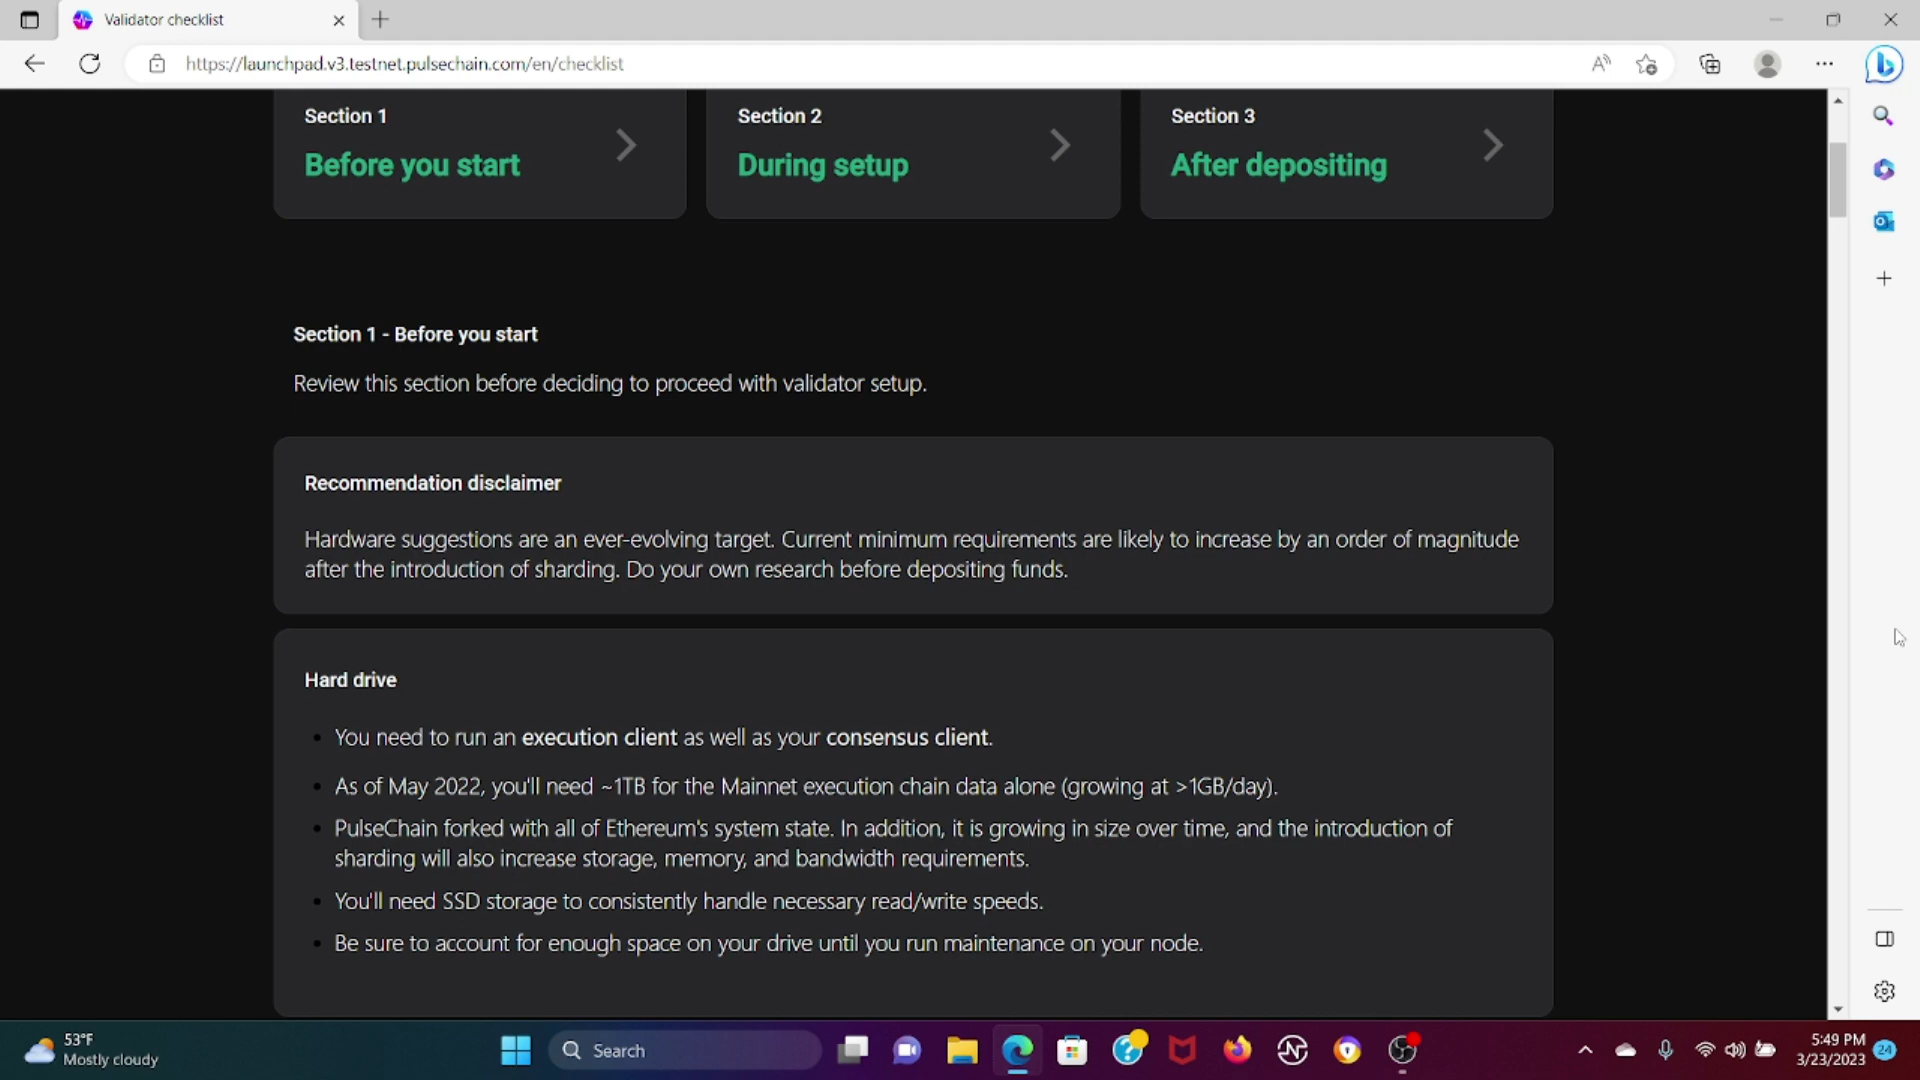 Validator checklist
https://launchpad.v3.testnet.pulsechain.com/en/checklist
Section 1
Before you start
Section 2
During setup
Section 3
After depositing
Section 1 - Before you start
Review this section before deciding to proceed with validator setup.
Recommendation disclaimer
Hardware suggestions are an ever-evolving target. Current minimum requirements are likely to increase by an order of magnitude
after the introduction of sharding. Do your own research before depositing funds.
Hard drive
You need to run an execution client as well as your consensus client.
As of May 2022, you'll need ~1TB for the Mainnet execution chain data alone (growing at >1GB/day).
PulseChain forked with all of Ethereum's system state. In addition, it is growing in size over time, and the introduction of
sharding will also increase storage, memory, and bandwidth requirements.
You'll need SSD storage to consistently handle necessary read/write speeds.
Be sure to account for enough space on your drive until you run maintenance on your node.
53°F
Mostly cloudy
Search
5:49 PM
3/23/2023
24